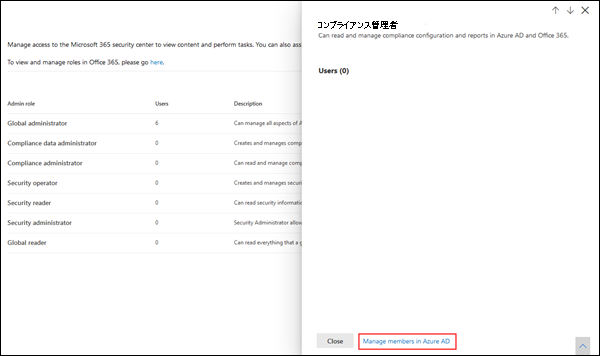 Manage access to the Microsoft 365 security center to view content and perform tasks. You can also ass
To view and manage roles in Office 365, please go here.
Admin role Users Description
Global administrator 6 Can manage all aspects of A
Compliance data administrator 0 Creates and manages compl
Compliance administrator 0 Can read and manage comp
Security operator 0 Creates and manages securi
Security reader 0 Can read security informatio
Security administrator 0 Security Administrator allow
Global reader 0 Can read everything that a g
コンプライアンス管理者
Can read and manage compliance configuration and reports in Azure AD and Office 365.
Users (0)
Close Manage members in Azure AD